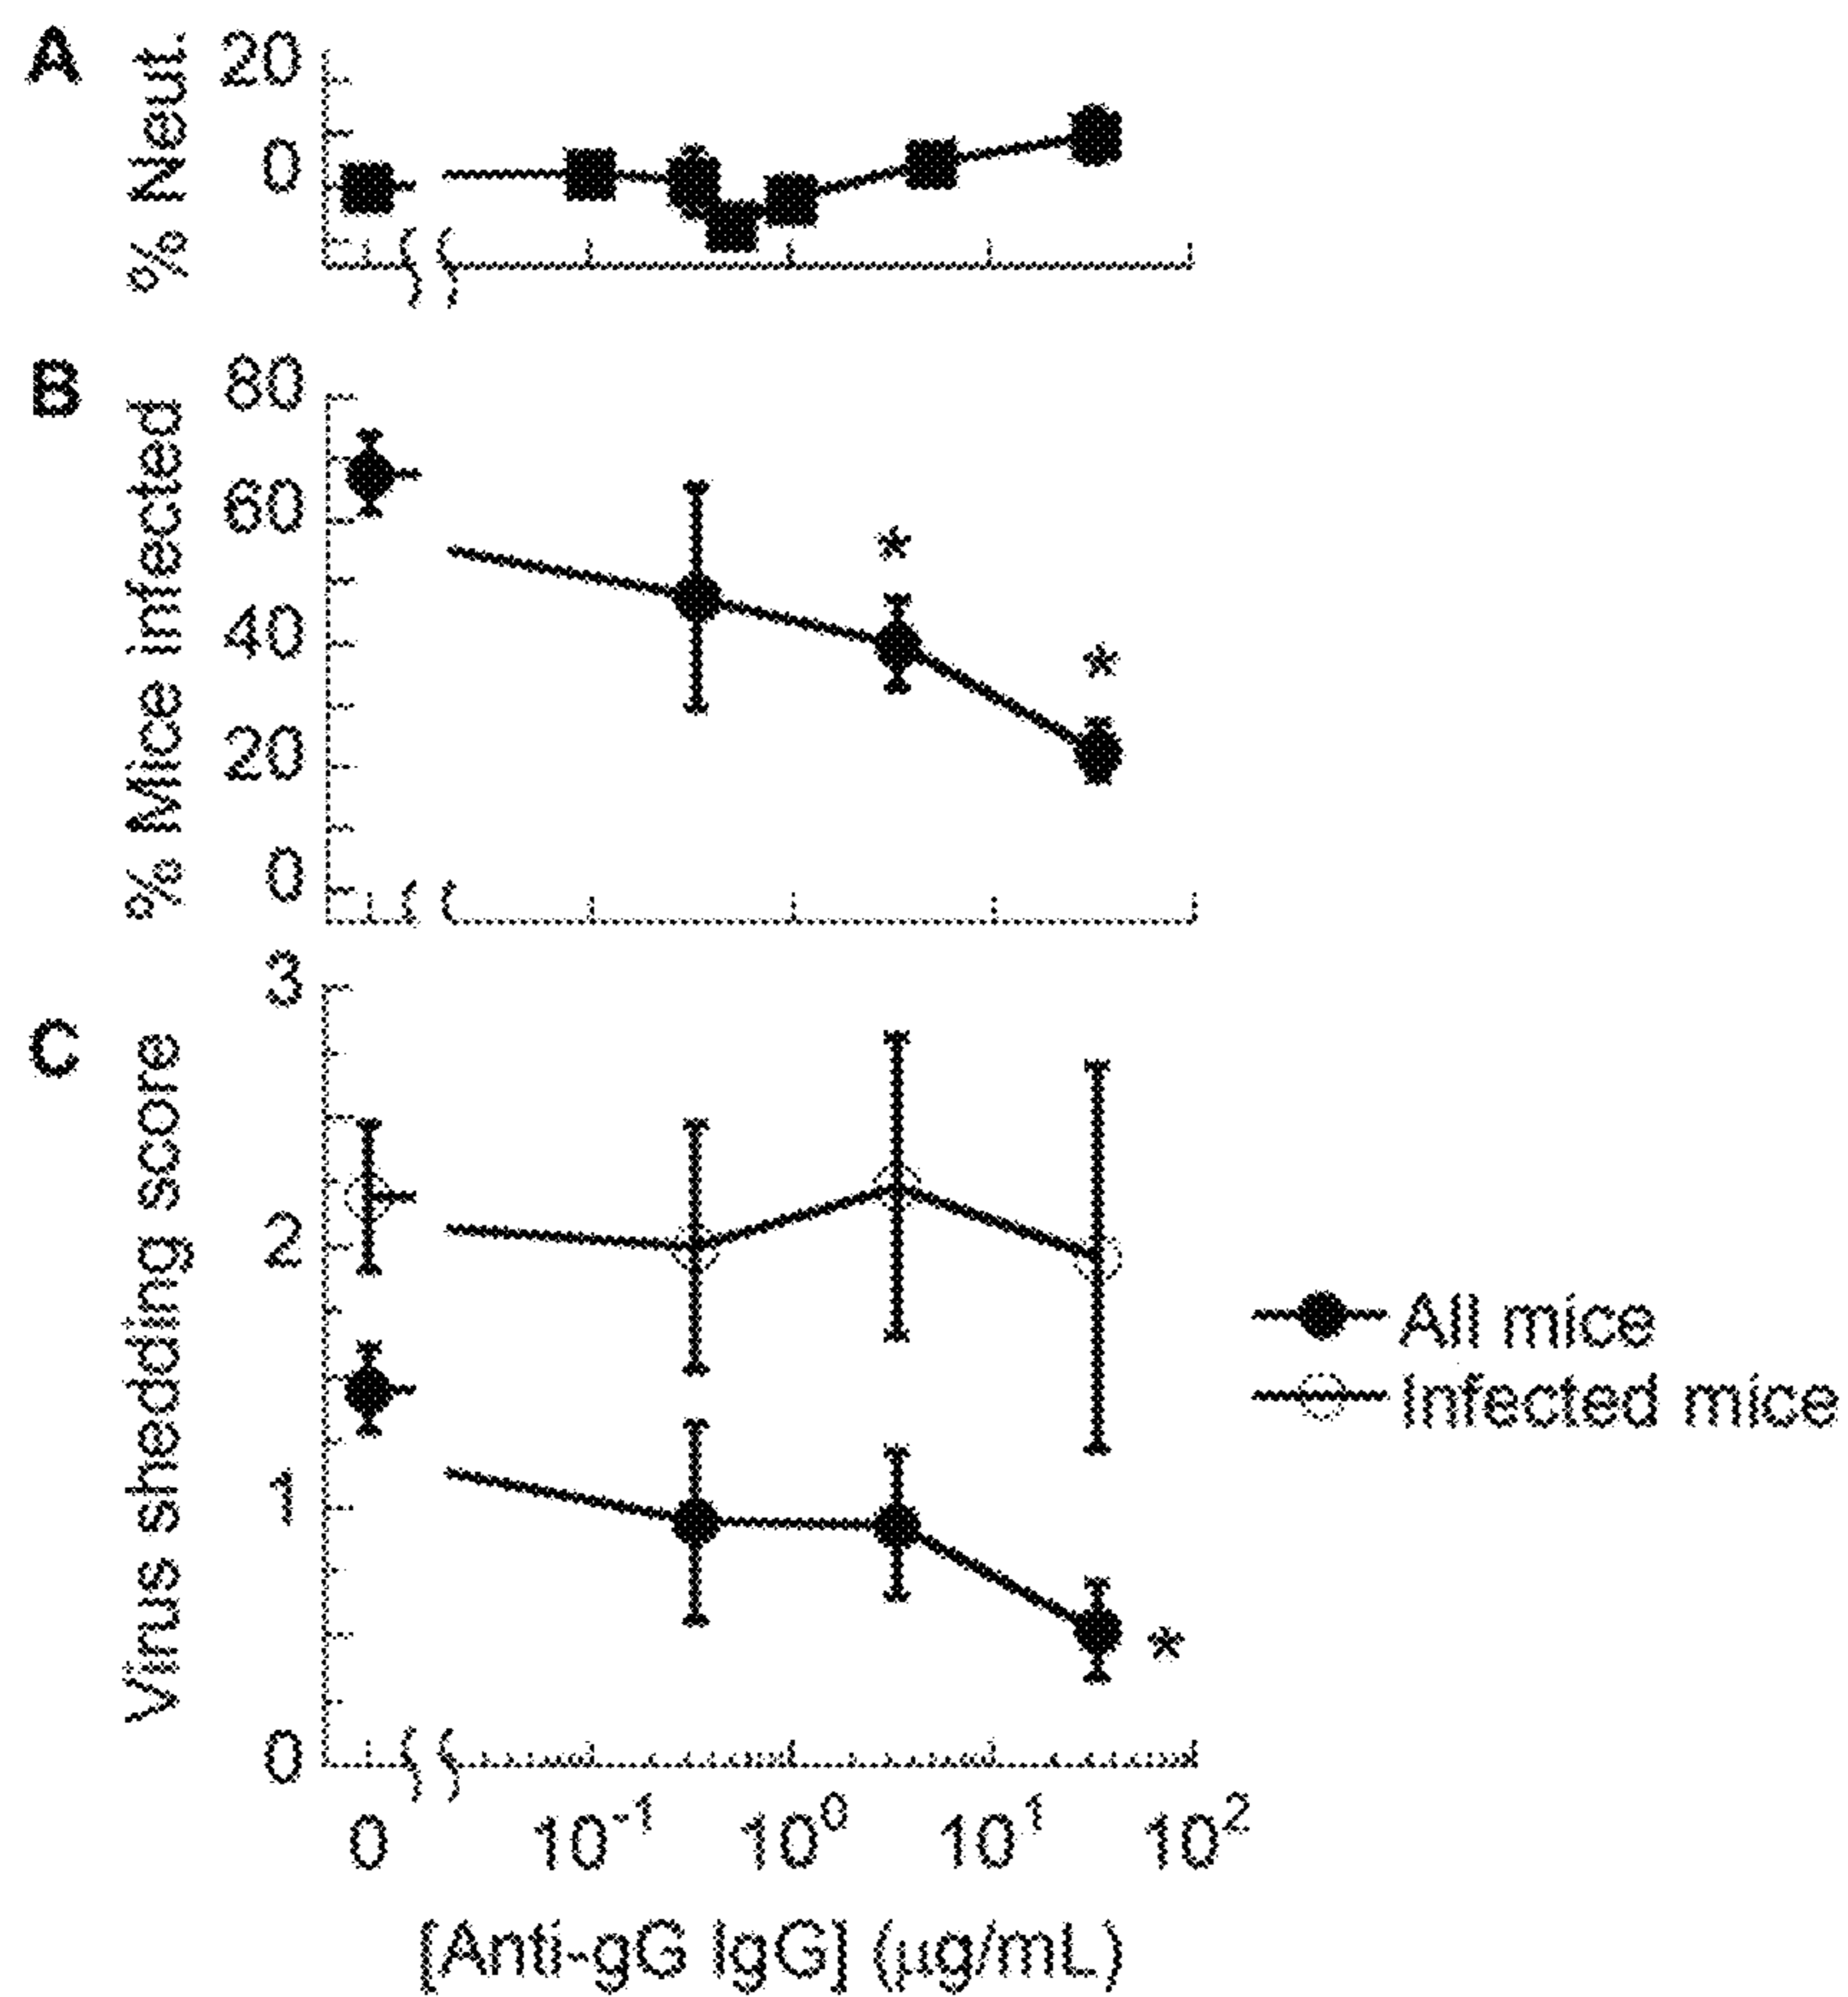 A
% Neut.
20
0
B
% Mice infected
80
60
40
*
*
20
0
C
Virus shedding score
3
2
All mice
Infected mice
1
*
0
0 10-1 100 101 102
[Anti-gG IgG] (µg/mL)